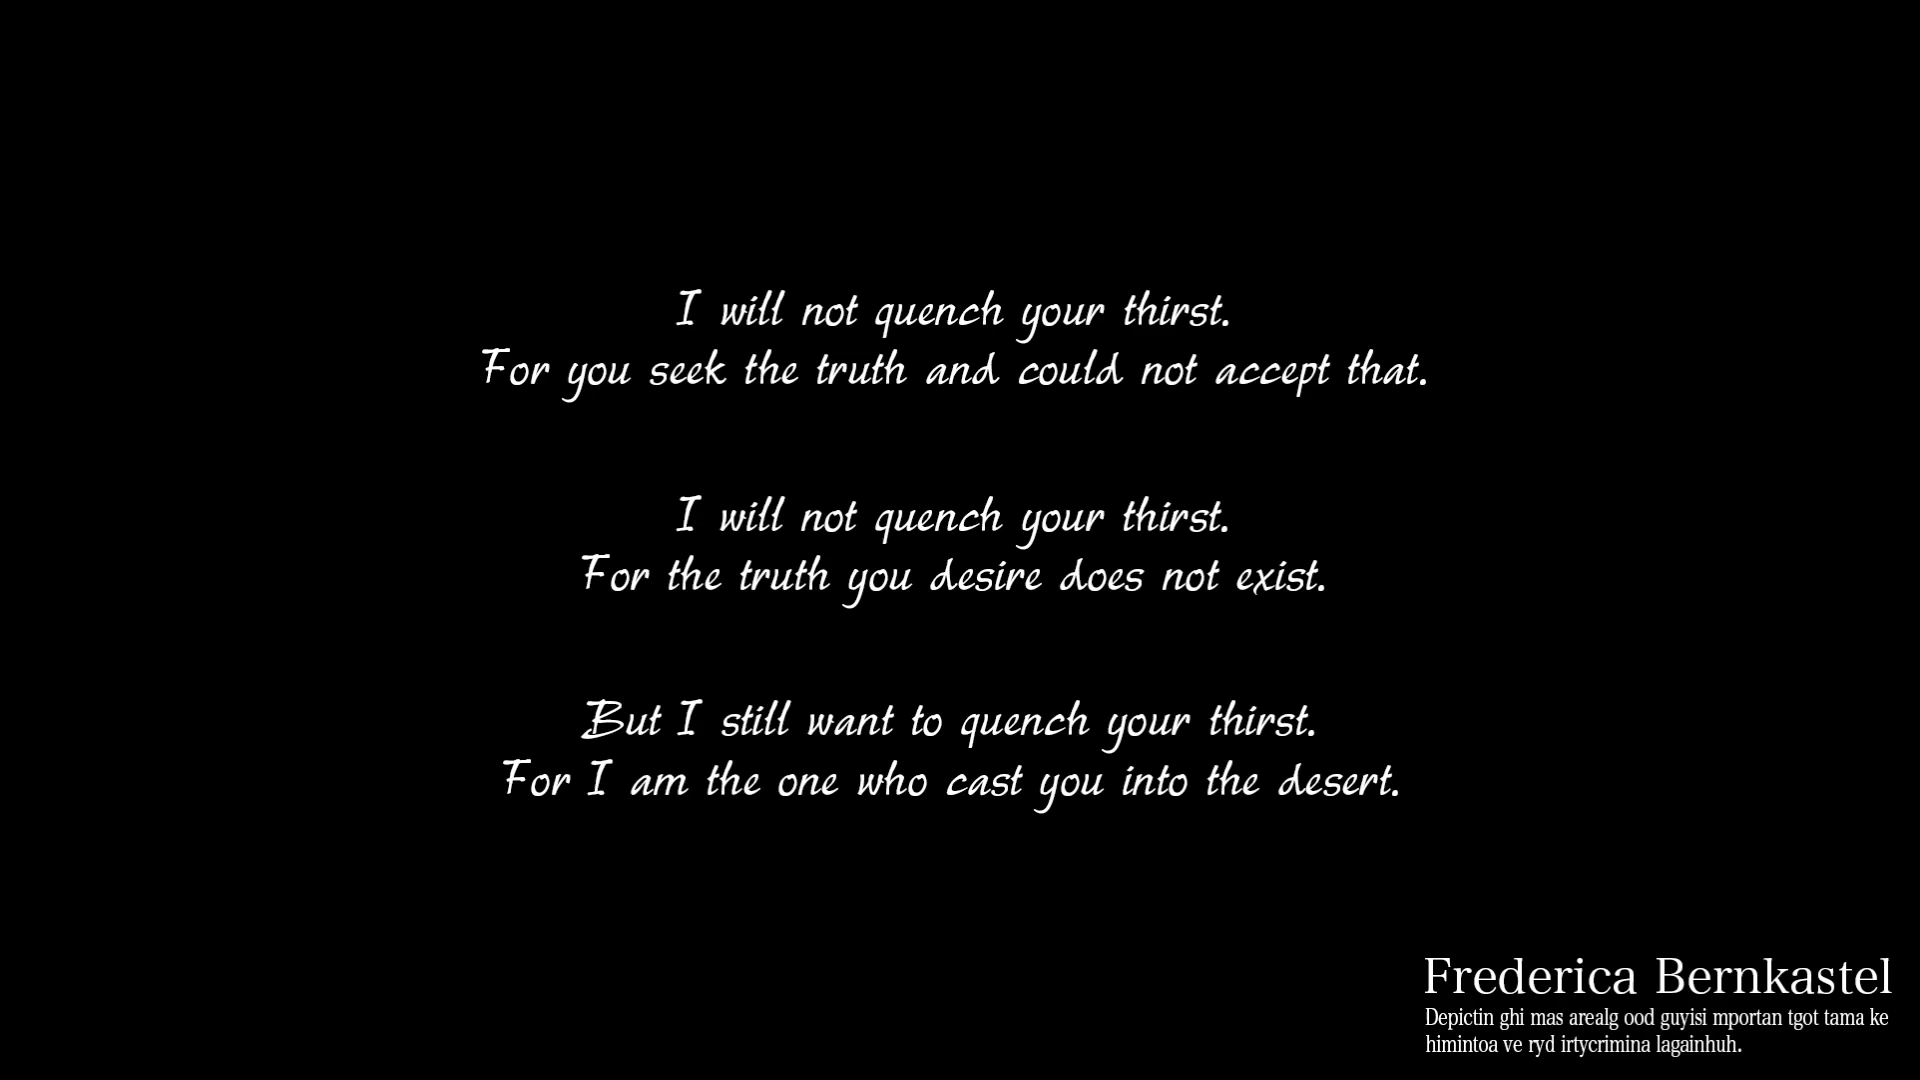 I will not quench your thirst.
For you seek the truth and could not accept that.
I will not quench your thirst.
For the truth you desire does not exist.
But I still want to quench your thirst.
For I am the one who cast you into the desert.
Frederica Bernkastel
Depictin ghi mas arealg ood guyisi mportan tgot tama ke
himintoa ve ryd irtycrimina lagainhuh.